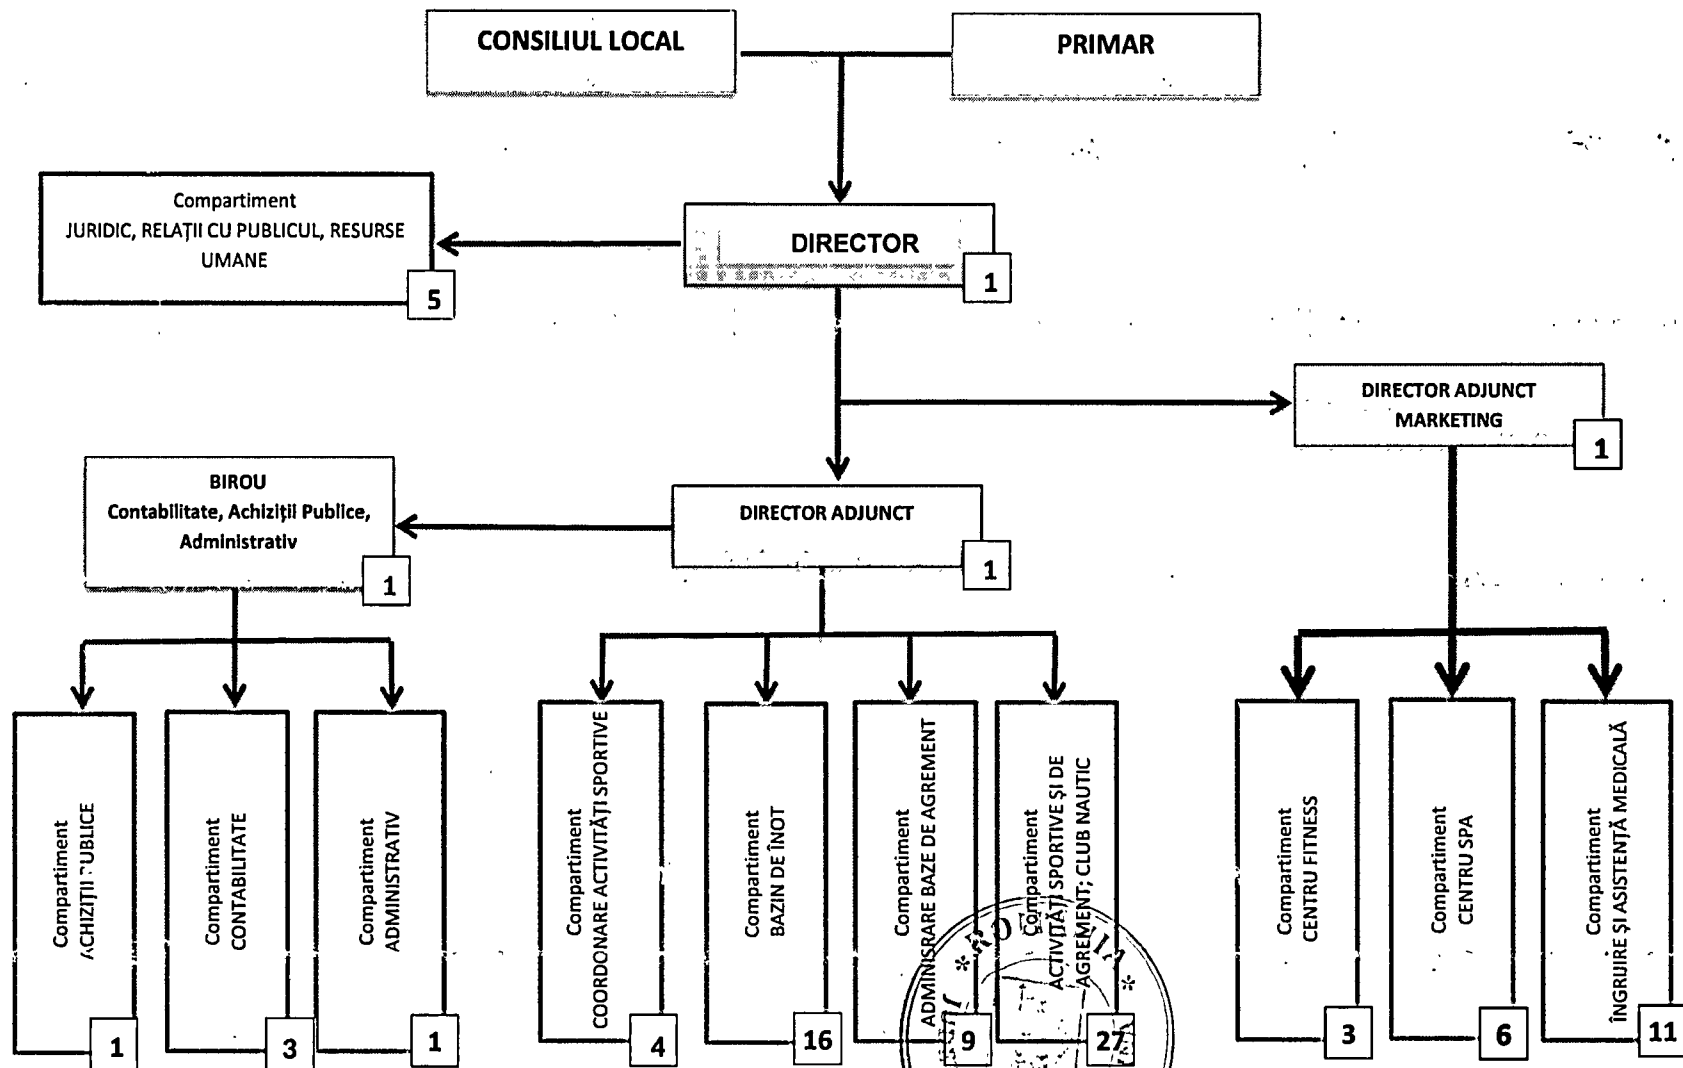 CONSILIUL LOCAL
PRIMAR
Compartiment
JURIDIC, RELAȚII CU PUBLICUL, RESURSE
UMANE
5
DIRECTOR
1
DIRECTOR ADJUNCT
MARKETING
1
BIROU
Contabilitate, Achiziții Publice,
Administrativ
1
DIRECTOR ADJUNCT
1
Compartiment
ACHIZIȚII PUBLICE
1
Compartiment
CONTABILITATE
3
Compartiment
ADMINISTRATIV
1
Compartiment
COORDONARE ACTIVITĂȚI SPORTIVE
4
Compartiment
BAZIN DE ÎNOT
16
Compartiment
ADMINISRARE BAZE DE AGREMENT
9
Compartiment
ACTIVITĂȚI SPORTIVE ȘI DE
AGREMENT; CLUB NAUTIC
27
Compartiment
CENTRU FITNESS
3
Compartiment
CENTRU SPA
6
Compartiment
ÎNGRIJIRE ȘI ASISTENȚĂ MEDICALĂ
11